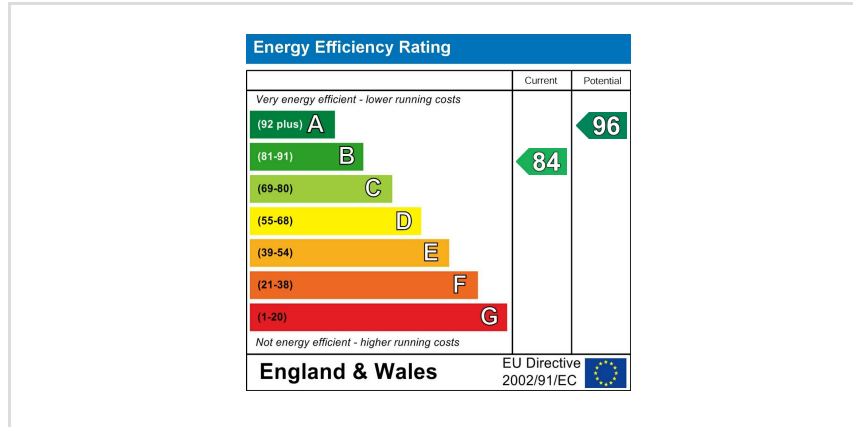 Energy Efficiency Rating
Current Potential
Very energy efficient - lower running costs
(92 plus) A
96
(81-91) B
84
(69-80) C
(55-68) D
(39-54) E
(21-38) F
(1-20) G
Not energy efficient - higher running costs
England & Wales
EU Directive
2002/91/EC